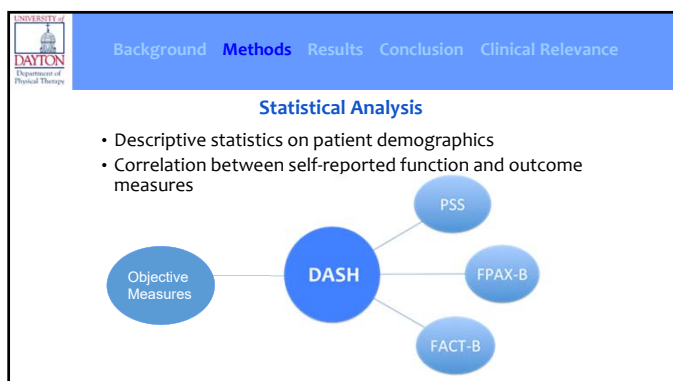 UNIVERSITY of
DAYTON
Department of
Physical Therapy
Background Methods Results Conclusion Clinical Relevance
Statistical Analysis
• Descriptive statistics on patient demographics
• Correlation between self-reported function and outcome
measures
PSS
Objective
Measures
DASH
FPAX-B
FACT-B